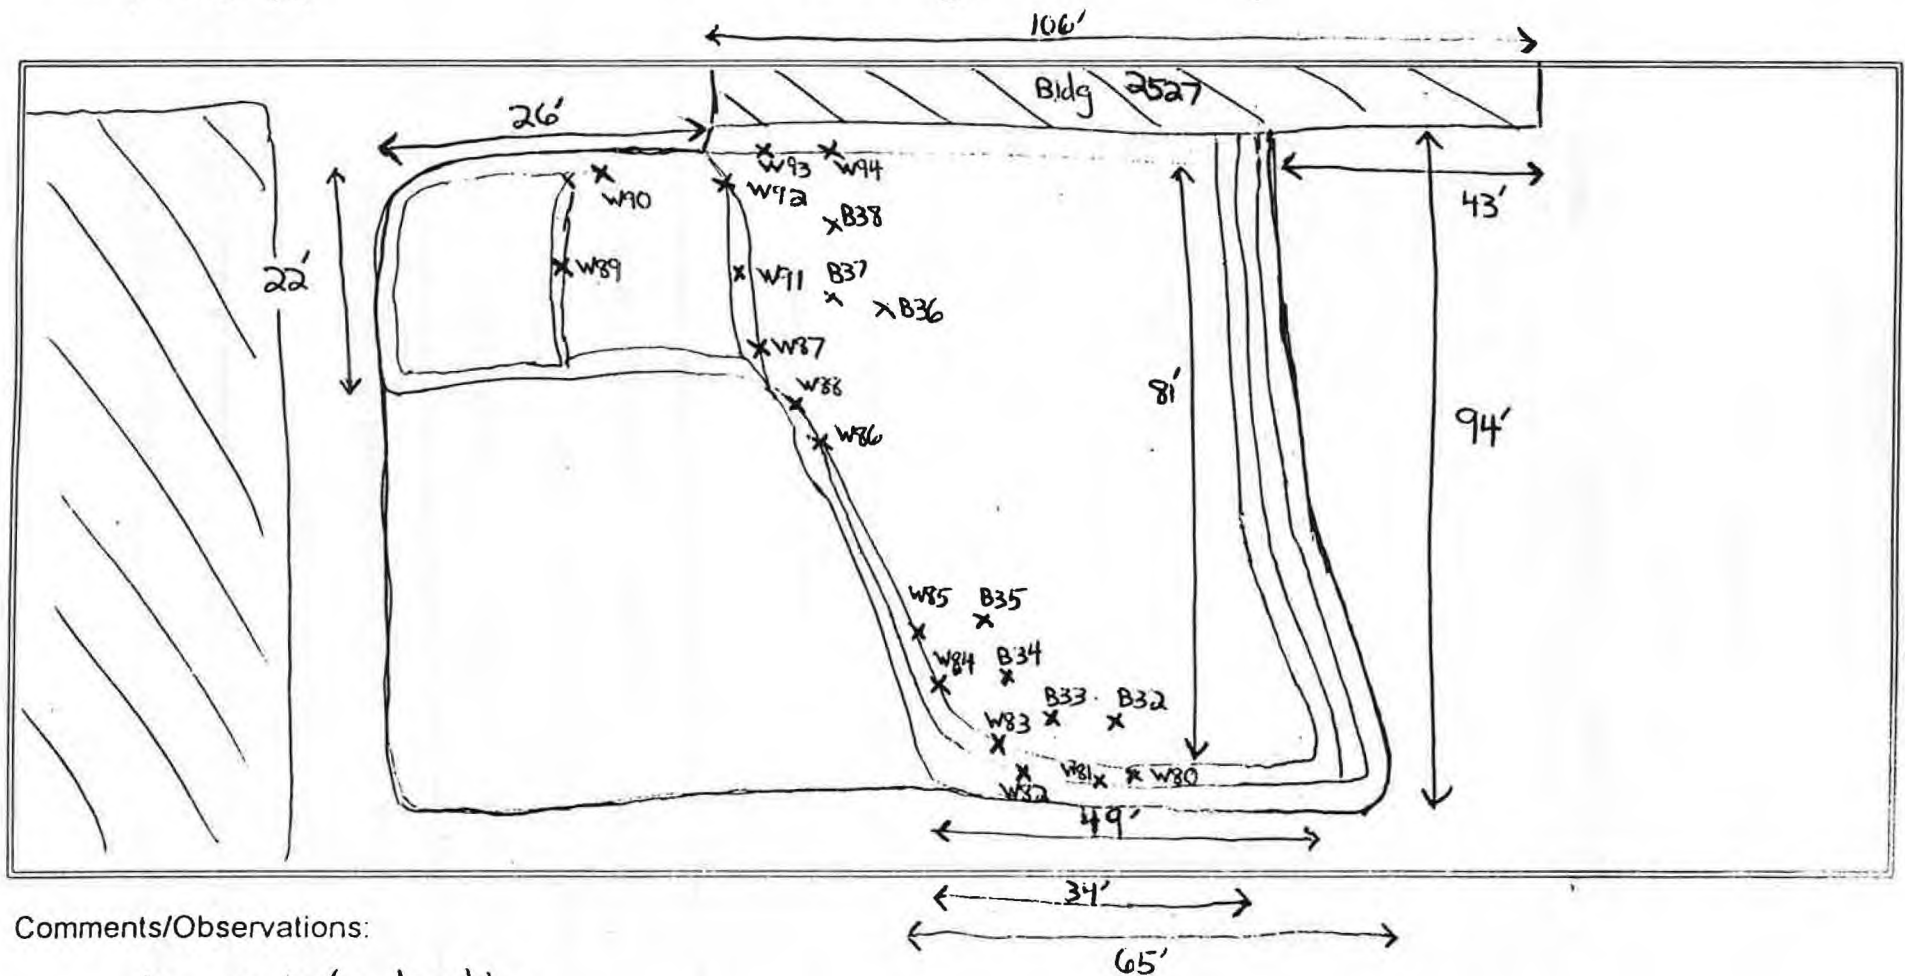 106'
Bldg 2527
26'
W93 W94
W90 W92
43'
B38
22'
W89 W91 B37
B36
W87
W88
81'
94'
W86
W85 B35
W84 B34
B33 B32
W83
W81 W80
W82
49'
34'
Comments/Observations:
65'